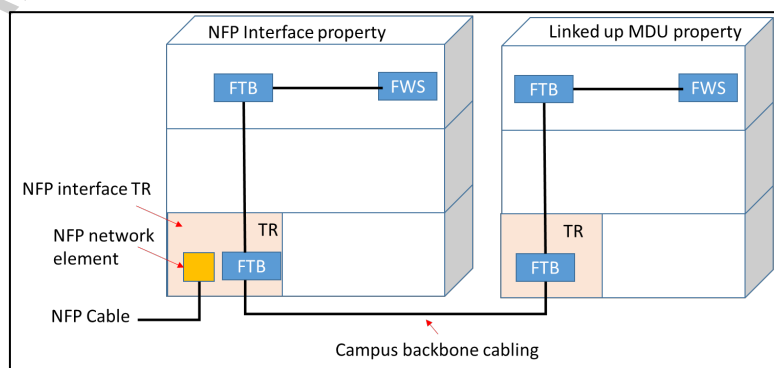 NFP Interface property
Linked up MDU property
FTB
FWS
FTB
FWS
NFP interface TR
TR
TR
NFP network
element
FTB
FTB
NFP Cable
Campus backbone cabling